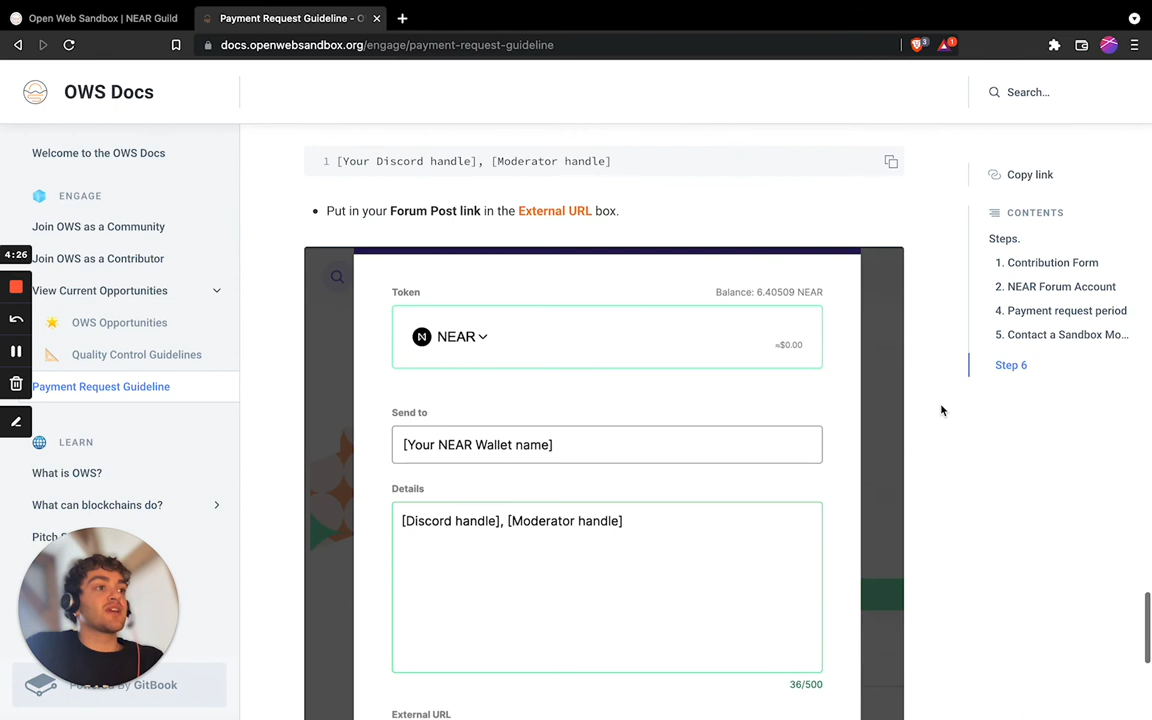 Open Web Sandbox | NEAR Guild
Payment Request Guideline - O
docs.openwebsandbox.org/engage/payment-request-guideline
3
1
OWS Docs
Search...
Welcome to the OWS Docs
ENGAGE
Join OWS as a Community
4:26
Join OWS as a Contributor
View Current Opportunities
OWS Opportunities
Quality Control Guidelines
Payment Request Guideline
LEARN
What is OWS?
What can blockchains do?
Pitch
By GitBook
1 [Your Discord handle], [Moderator handle]
• Put in your Forum Post link in the External URL box.
Token
Balance: 6.40509 NEAR
NEAR
≈$0.00
Send to
[Your NEAR Wallet name]
Details
[Discord handle], [Moderator handle]
36/500
External URL
Copy link
CONTENTS
Steps.
1. Contribution Form
2. NEAR Forum Account
4. Payment request period
5. Contact a Sandbox Mo...
Step 6